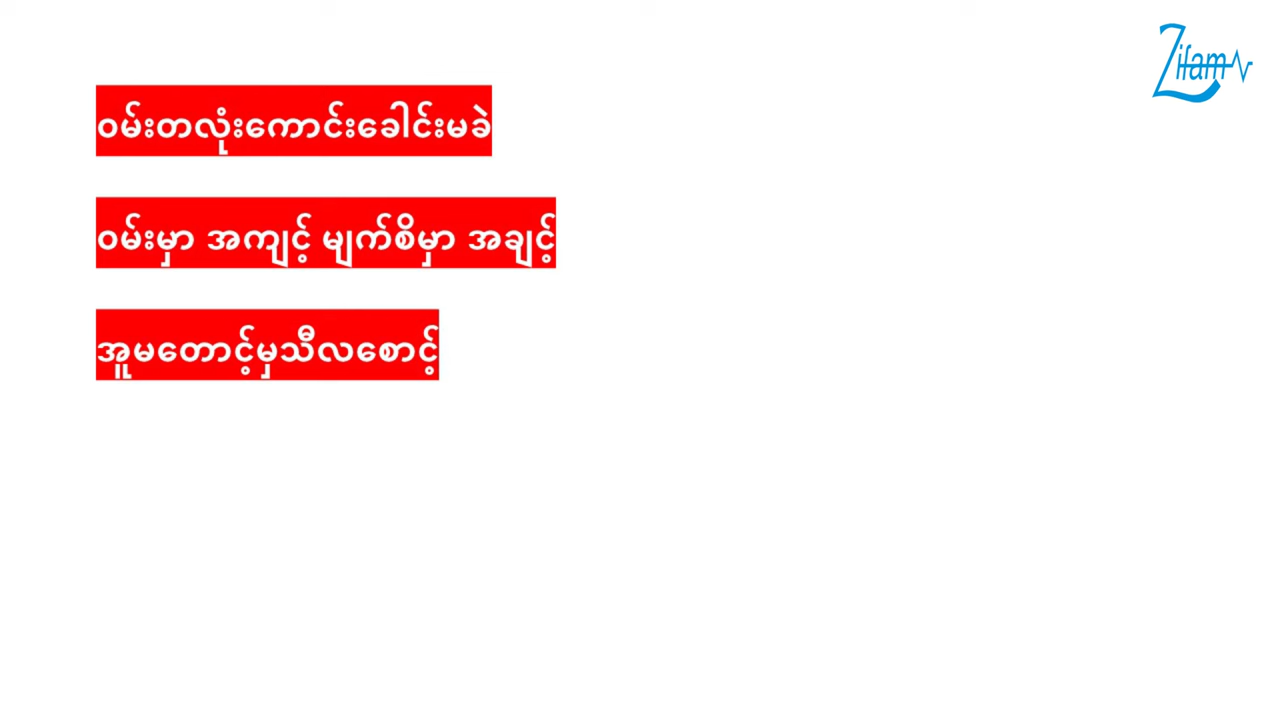 Zifam
ဝမ်းတလုံးကောင်းခေါင်းမခဲ
ဝမ်းမှာ အကျင့် မျက်စိမှာ အချင့်
အူမတောင့်မှသီလစောင့်